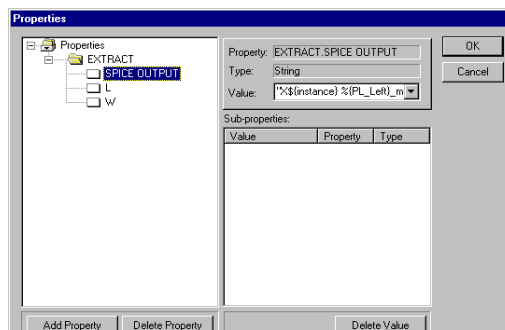 Properties
Properties
EXTRACT
SPICE OUTPUT
L
W
Property: EXTRACT.SPICE OUTPUT
Type: String
Value: "X${instance} %{PL_Left}_m
Sub-properties:
Value Property Type
OK
Cancel
Add Property Delete Property Delete Value